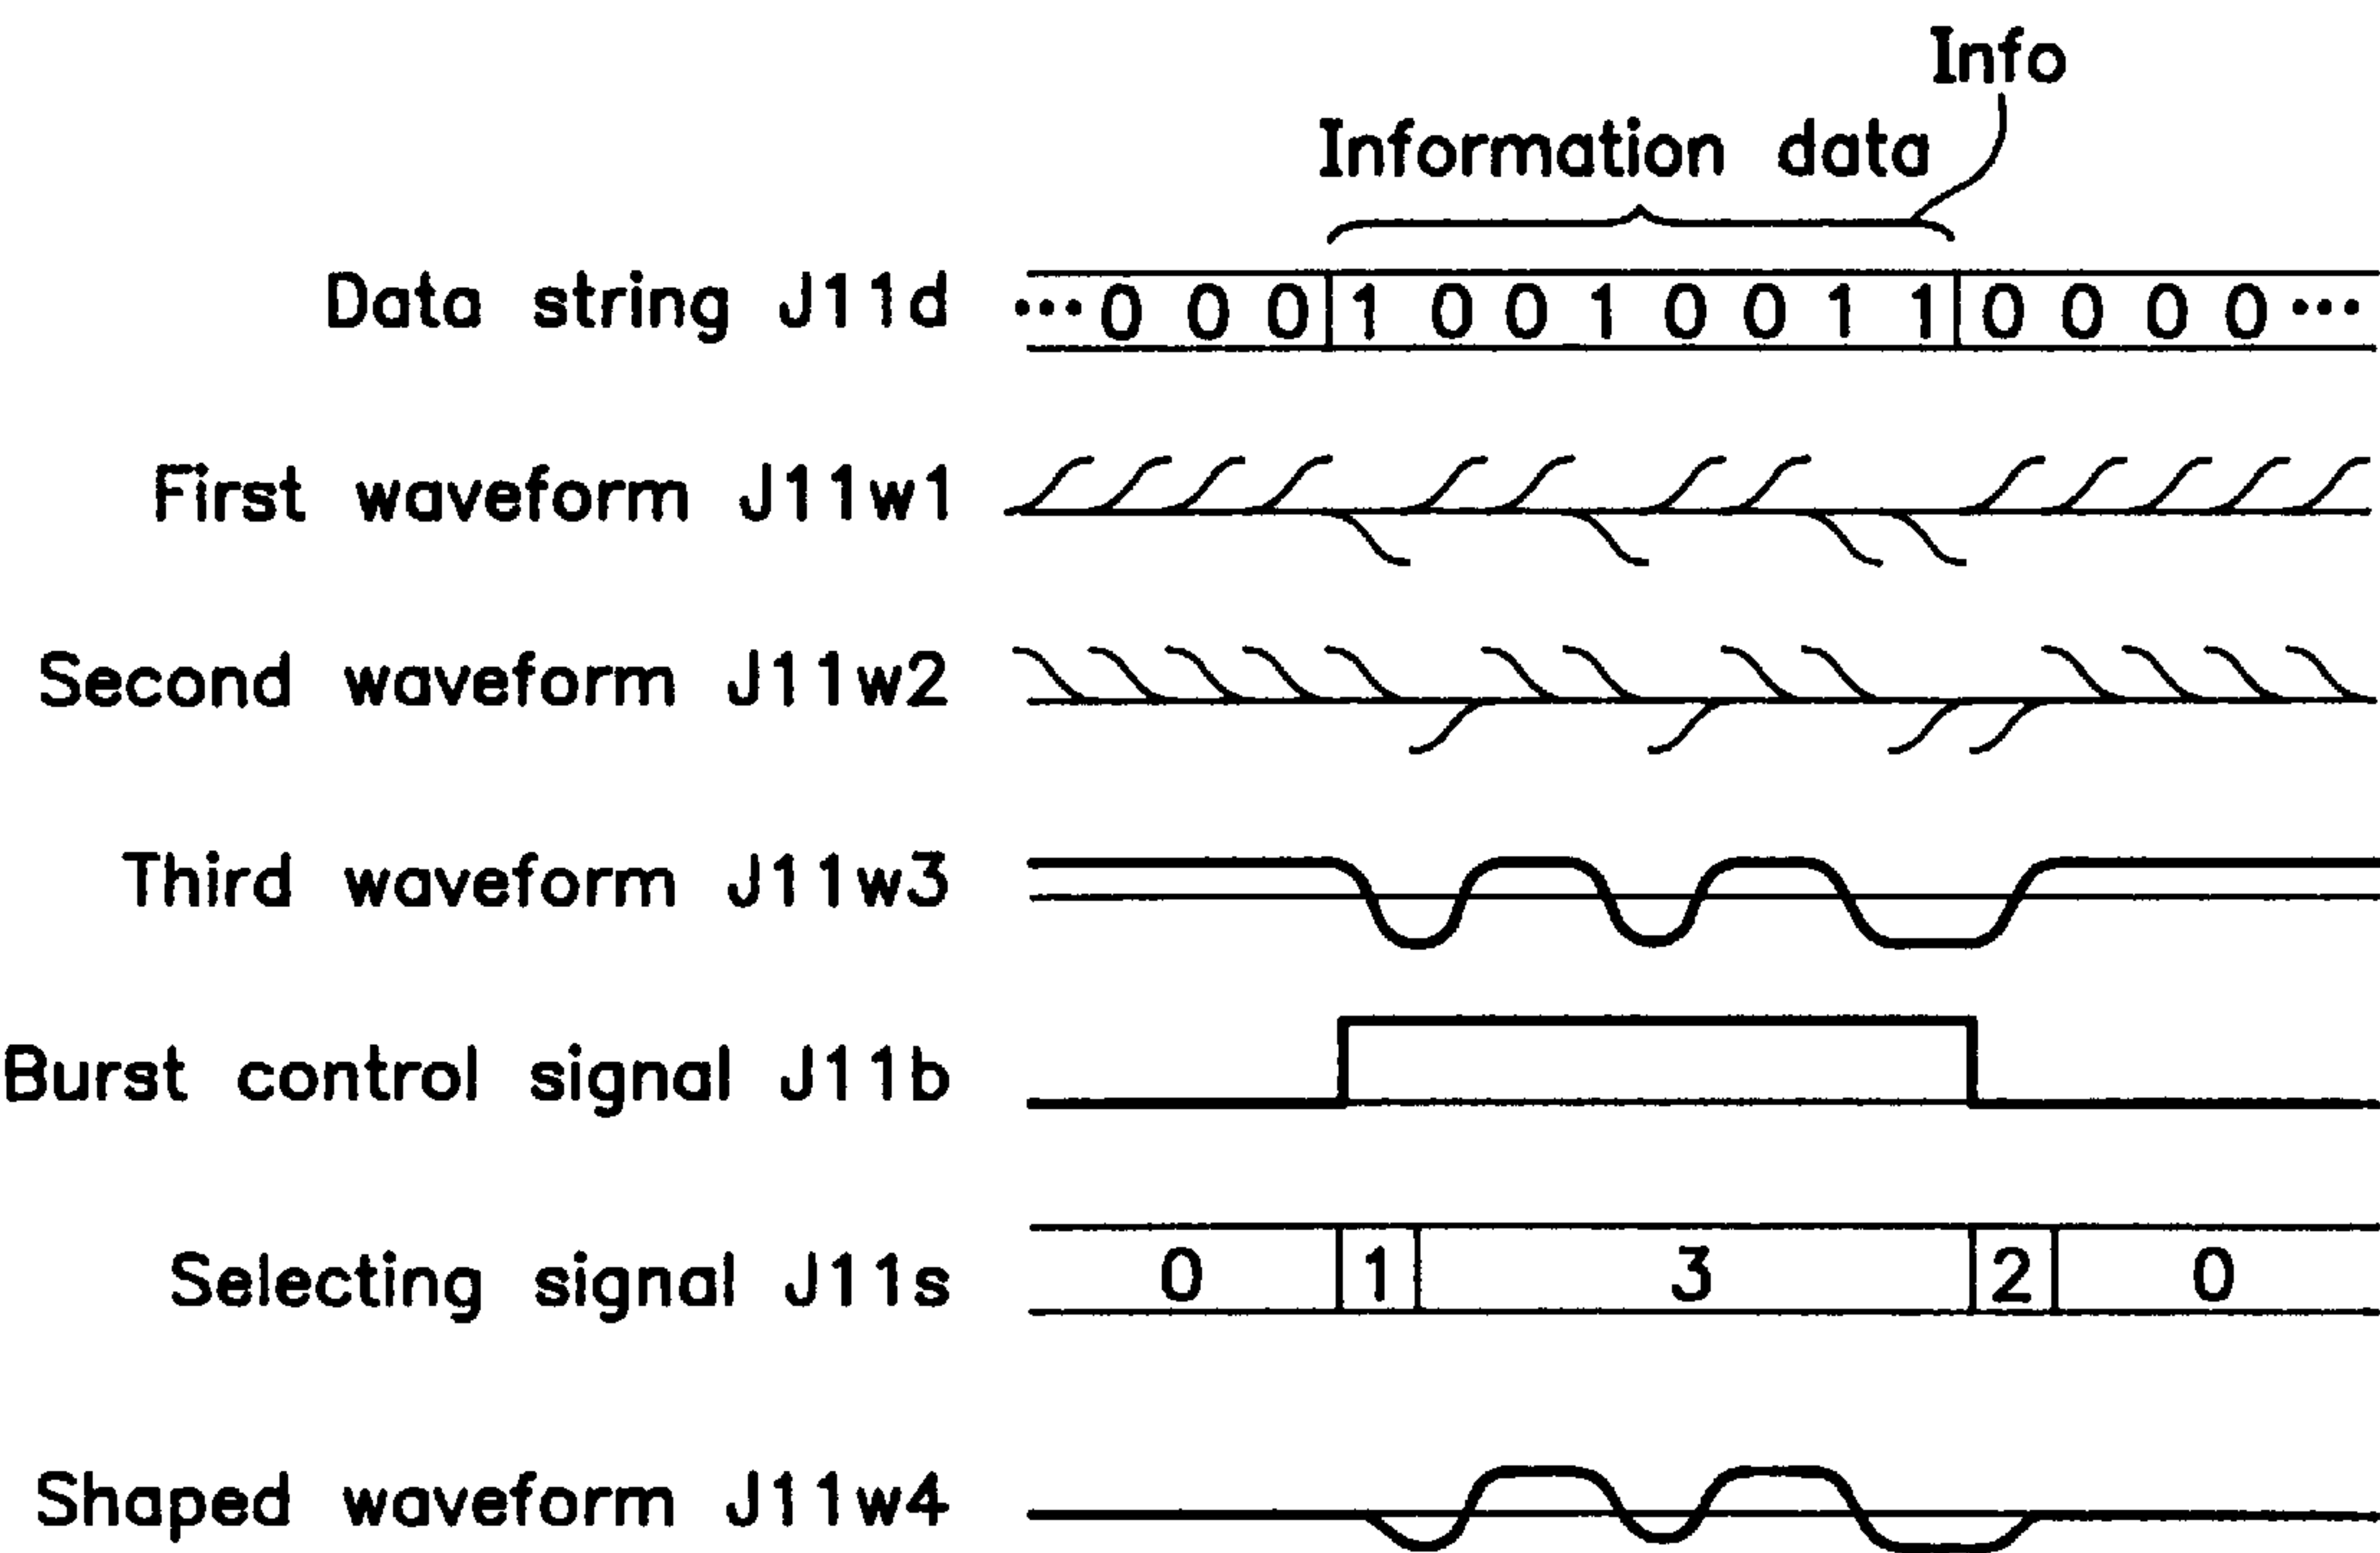 Info
Information data
Data string J11d ···0 0 0 1 0 0 1 0 0 1 1 0 0 0 0···
First waveform J11w1
Second waveform J11w2
Third waveform J11w3
Burst control signal J11b
Selecting signal J11s 0 1 3 2 0
Shaped waveform J11w4